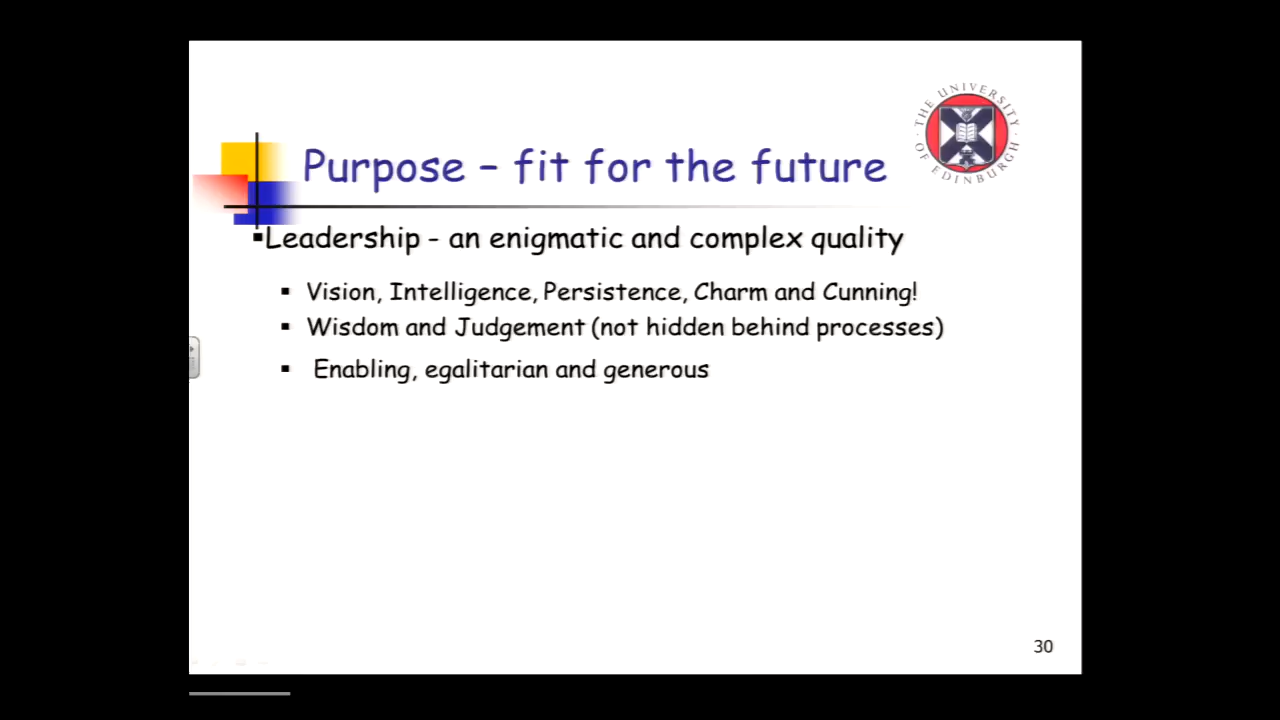 THE UNIVERSITY
OF EDINBURGH
Purpose – fit for the future
▪Leadership - an enigmatic and complex quality
▪ Vision, Intelligence, Persistence, Charm and Cunning!
▪ Wisdom and Judgement (not hidden behind processes)
▪ Enabling, egalitarian and generous
30